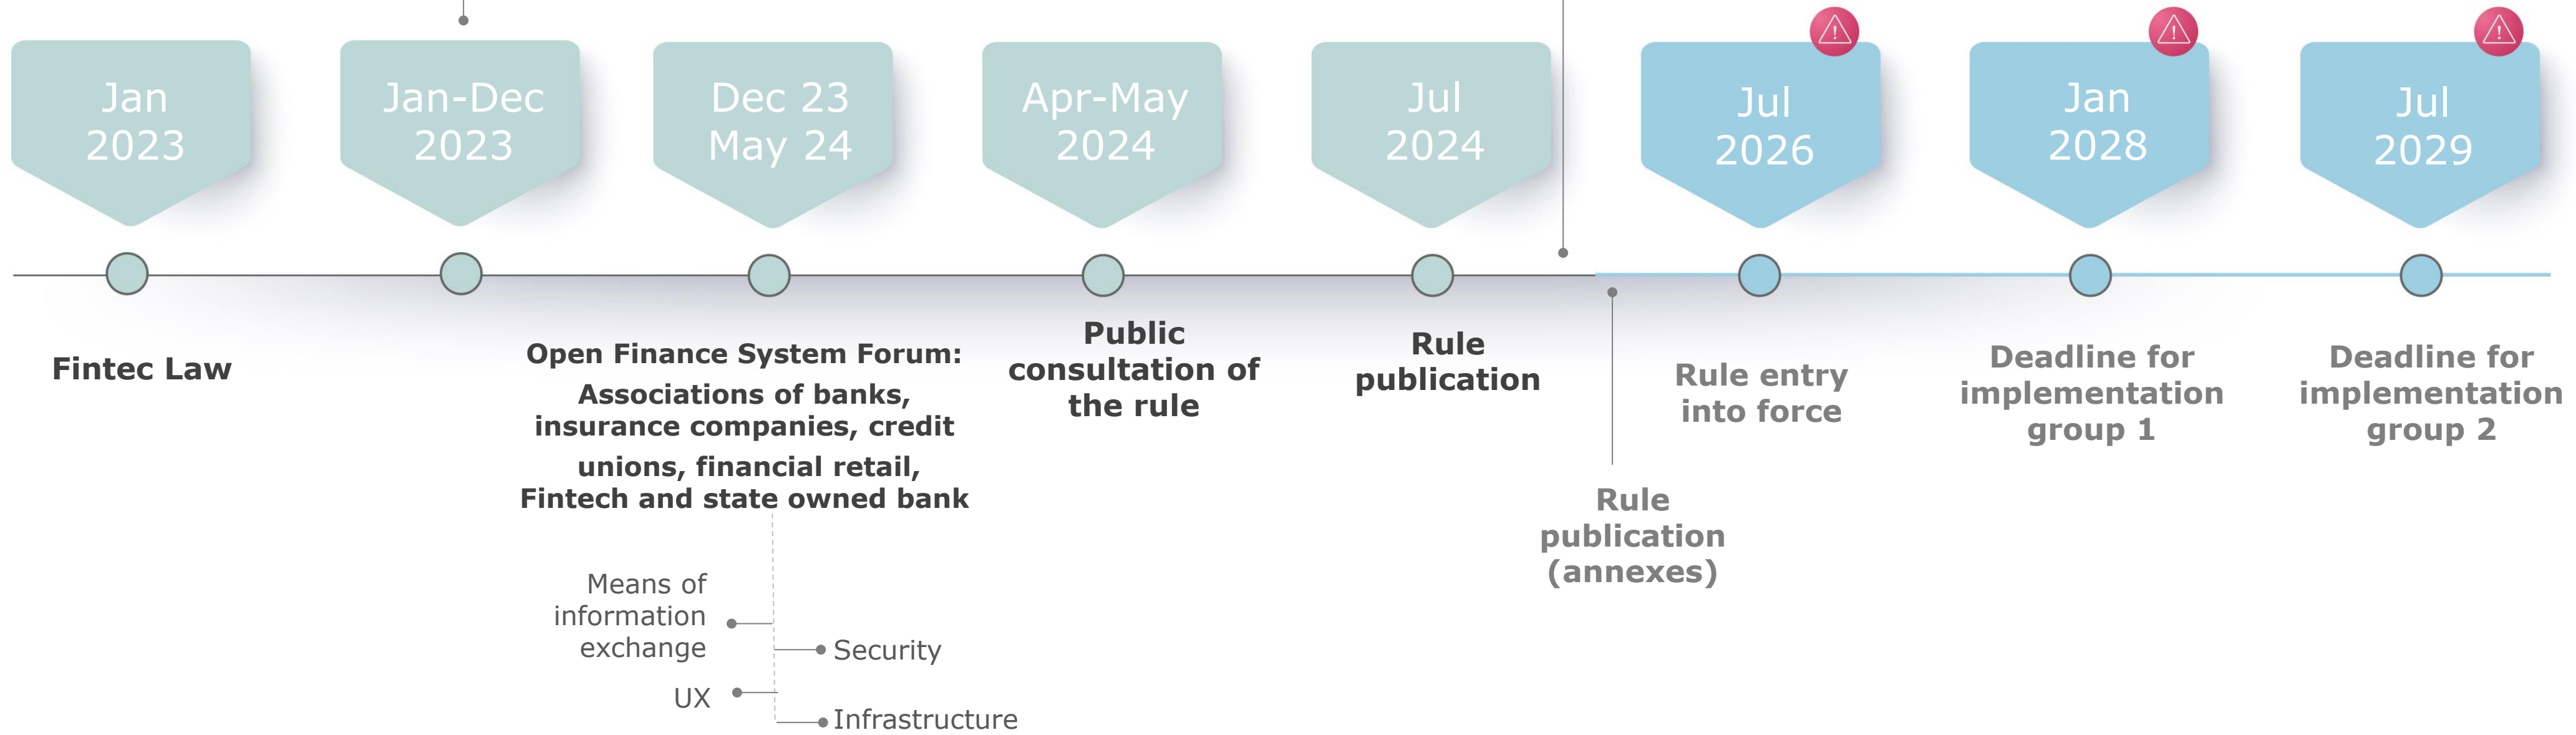 Jan
2023
Jan-Dec
2023
Dec 23
May 24
Apr-May
2024
Jul
2024
Jul
2026
Jan
2028
Jul
2029
Fintec Law
Open Finance System Forum:
Associations of banks,
insurance companies, credit
unions, financial retail,
Fintech and state owned bank
Means of
information
exchange
Security
UX
Infrastructure
Public
consultation of
the rule
Rule
publication
Rule
publication
(annexes)
Rule entry
into force
Deadline for
implementation
group 1
Deadline for
implementation
group 2